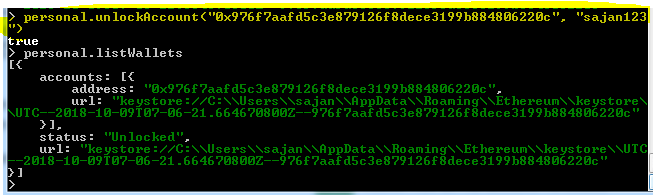 > personal.unlockAccount("0x976f7aafd5c3e879126f8dece3199b884806220c", "sajan123
")
true
> personal.listWallets
[{
accounts: [{
address: "0x976f7aafd5c3e879126f8dece3199b884806220c",
url: "keystore://C:\\Users\\sajan\\AppData\\Roaming\\Ethereum\\keystore\
\UTC--2018-10-09T07-06-21.664670800Z--976f7aafd5c3e879126f8dece3199b884806220c"
}],
status: "Unlocked",
url: "keystore://C:\\Users\\sajan\\AppData\\Roaming\\Ethereum\\keystore\\UTC
--2018-10-09T07-06-21.664670800Z--976f7aafd5c3e879126f8dece3199b884806220c"
}]
>